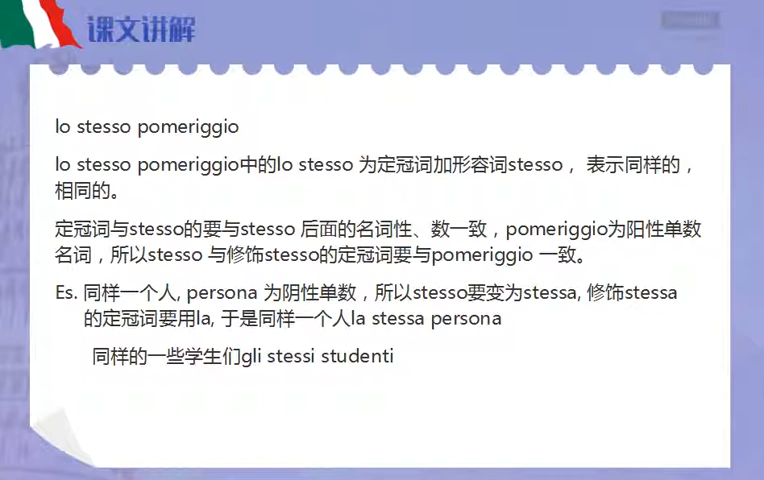 课文讲解
lo stesso pomeriggio
lo stesso pomeriggio中的lo stesso 为定冠词加形容词stesso， 表示同样的，
相同的。
定冠词与stesso的要与stesso 后面的名词性、数一致，pomeriggio为阳性单数
名词，所以stesso 与修饰stesso的定冠词要与pomeriggio 一致。
Es. 同样一个人, persona 为阴性单数，所以stesso要变为stessa, 修饰stessa
的定冠词要用la, 于是同样一个人la stessa persona
同样的一些学生们gli stessi studenti